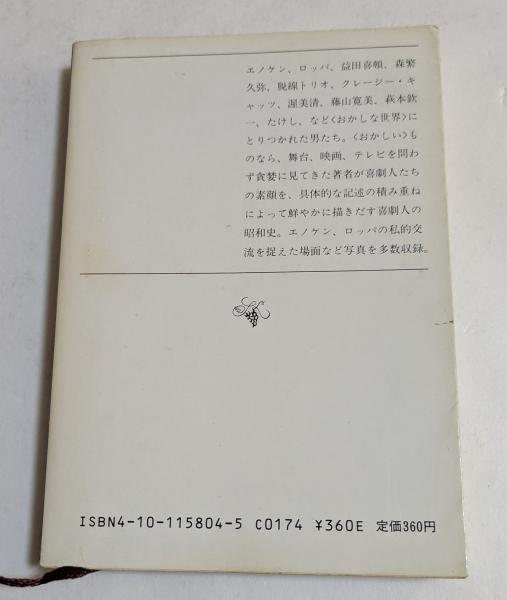 エノケン、ロッパ、益田喜頓、森繁
久弥、脱線トリオ、クレージー・キ
ャッツ、渥美清、藤山寛美、萩本欽
一、たけし、など〈おかしな世界〉に
とりつかれた男たち。〈おかしい〉も
のなら、舞台、映画、テレビを問わ
ず貪婪に見てきた著者が喜劇人たち
の素顔を、具体的な記述の積み重ね
によって鮮やかに描きだす喜劇人の
昭和史。エノケン、ロッパの私的交
流を捉えた場面など写真を多数収録。
ISBN4-10-115804-5 C0174 ¥360E 定価360円